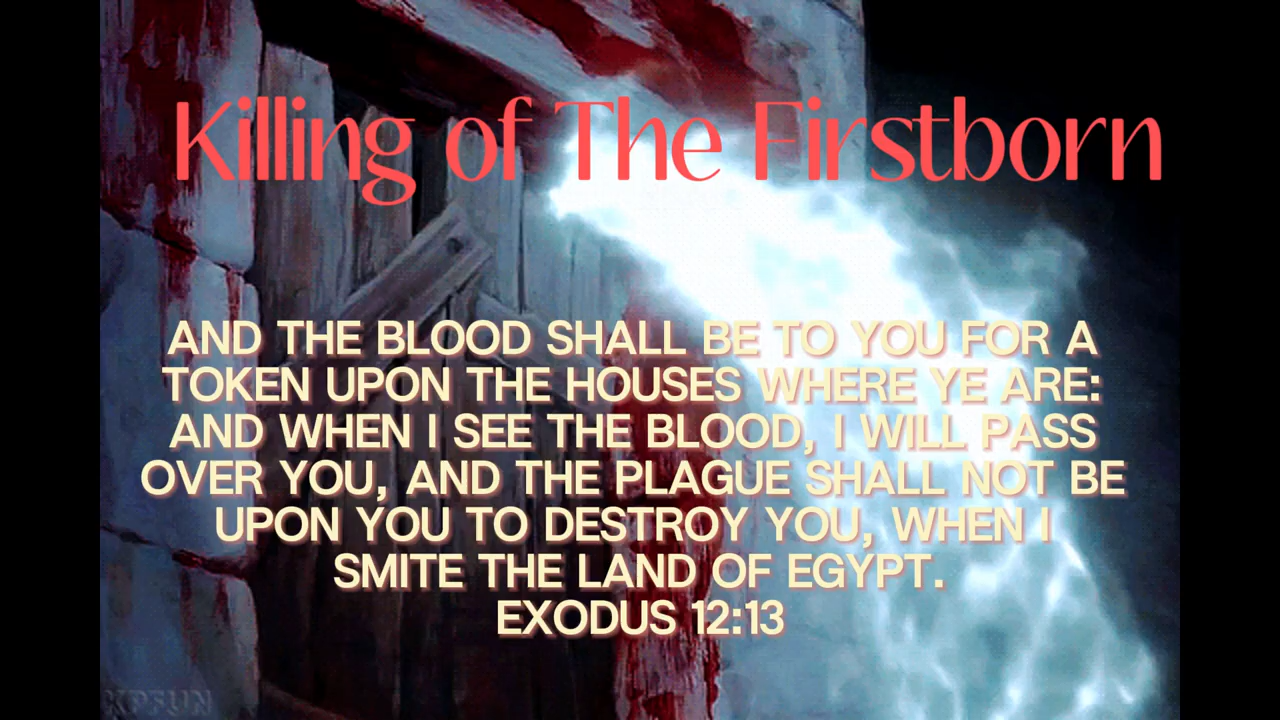 Killing of The Firstborn
AND THE BLOOD SHALL BE TO YOU FOR A
TOKEN UPON THE HOUSES WHERE YE ARE:
AND WHEN I SEE THE BLOOD, I WILL PASS
OVER YOU, AND THE PLAGUE SHALL NOT BE
UPON YOU TO DESTROY YOU, WHEN I
SMITE THE LAND OF EGYPT.
EXODUS 12:13
KPFUN